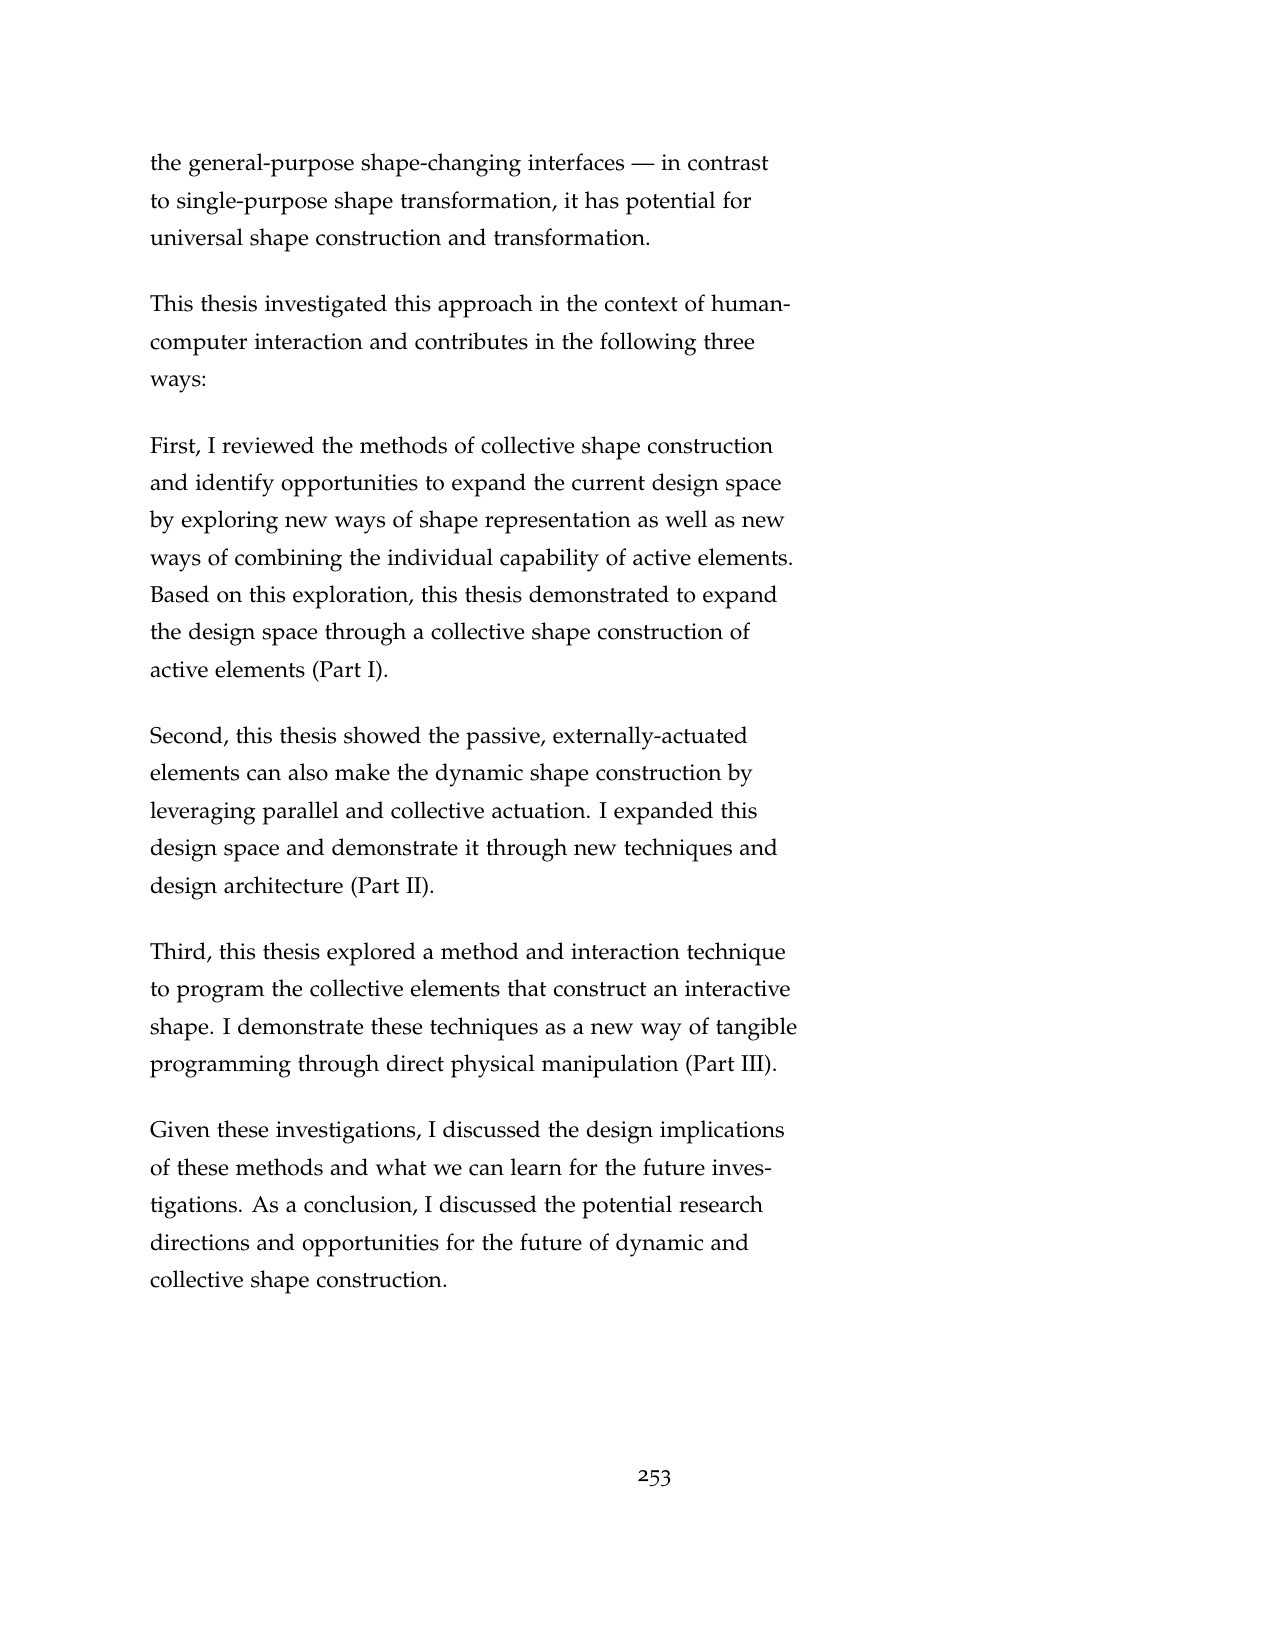 the general-purpose shape-changing interfaces — in contrast
to single-purpose shape transformation, it has potential for
universal shape construction and transformation.
This thesis investigated this approach in the context of human-
computer interaction and contributes in the following three
ways:
First, I reviewed the methods of collective shape construction
and identify opportunities to expand the current design space
by exploring new ways of shape representation as well as new
ways of combining the individual capability of active elements.
Based on this exploration, this thesis demonstrated to expand
the design space through a collective shape construction of
active elements (Part I).
Second, this thesis showed the passive, externally-actuated
elements can also make the dynamic shape construction by
leveraging parallel and collective actuation. I expanded this
design space and demonstrate it through new techniques and
design architecture (Part II).
Third, this thesis explored a method and interaction technique
to program the collective elements that construct an interactive
shape. I demonstrate these techniques as a new way of tangible
programming through direct physical manipulation (Part III).
Given these investigations, I discussed the design implications
of these methods and what we can learn for the future inves-
tigations. As a conclusion, I discussed the potential research
directions and opportunities for the future of dynamic and
collective shape construction.
253